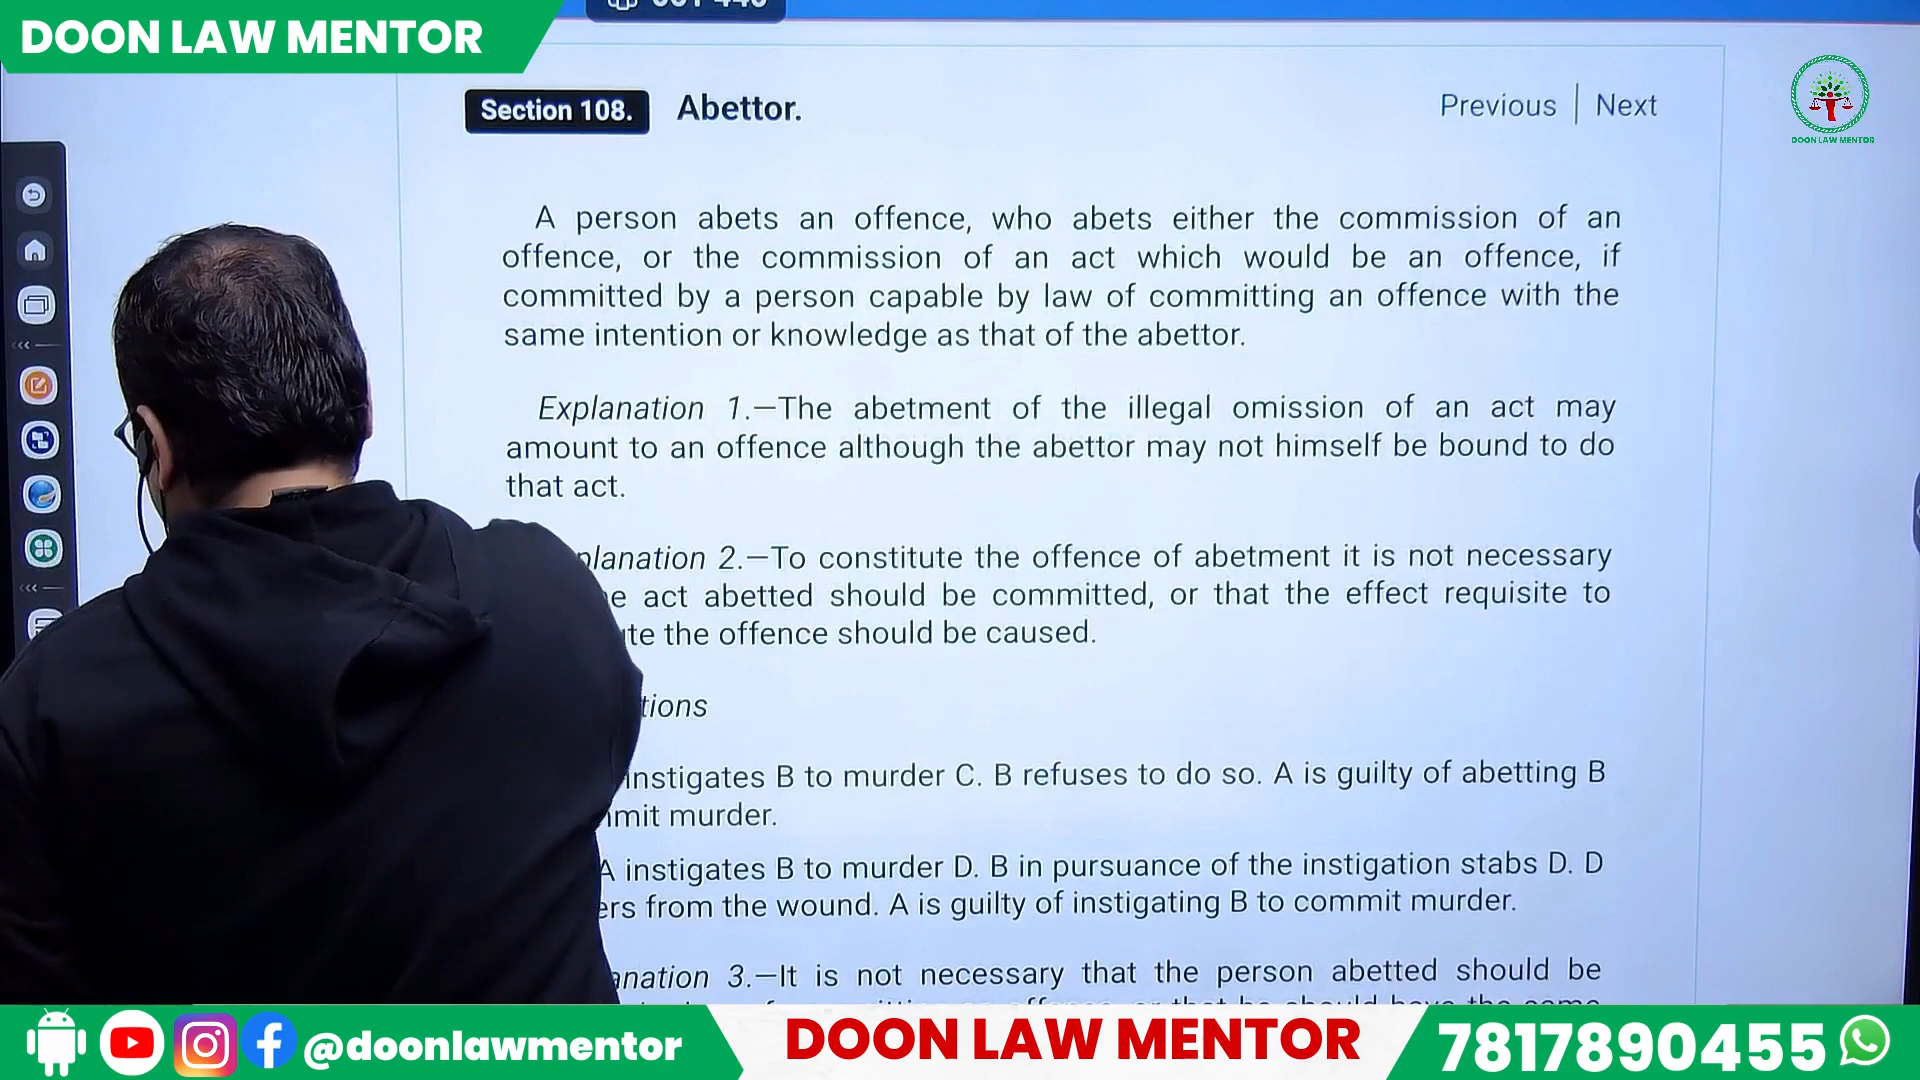 DOON LAW MENTOR
Section 108. Abettor.
Previous | Next
DOON LAW MENTOR
A person abets an offence, who abets either the commission of an
offence, or the commission of an act which would be an offence, if
committed by a person capable by law of committing an offence with the
same intention or knowledge as that of the abettor.
Explanation 1.—The abetment of the illegal omission of an act may
amount to an offence although the abettor may not himself be bound to do
that act.
planation 2.—To constitute the offence of abetment it is not necessary
e act abetted should be committed, or that the effect requisite to
te the offence should be caused.
tions
instigates B to murder C. B refuses to do so. A is guilty of abetting B
mit murder.
A instigates B to murder D. B in pursuance of the instigation stabs D. D
ers from the wound. A is guilty of instigating B to commit murder.
anation 3.—It is not necessary that the person abetted should be
@doonlawmentor
DOON LAW MENTOR
7817890455